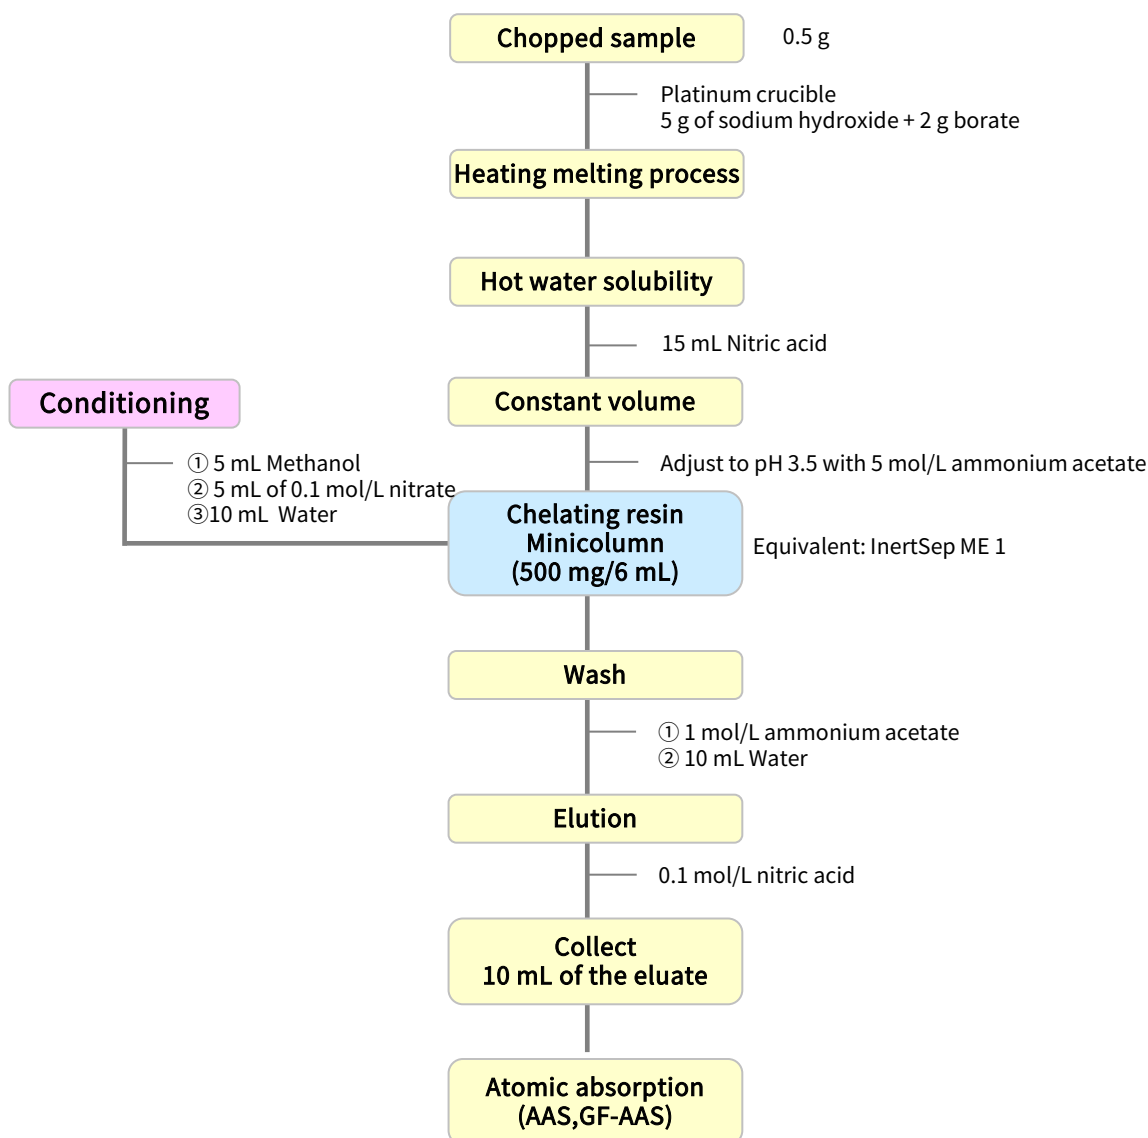 Chopped sample
0.5 g
Platinum crucible
5 g of sodium hydroxide + 2 g borate
Heating melting process
Hot water solubility
15 mL Nitric acid
Conditioning
Constant volume
① 5 mL Methanol
② 5 mL of 0.1 mol/L nitrate
③10 mL  Water
Adjust to pH 3.5 with 5 mol/L ammonium acetate
Chelating resin
Minicolumn
(500 mg/6 mL)
Equivalent: InertSep ME 1
Wash
① 1 mol/L ammonium acetate
② 10 mL Water
Elution
0.1 mol/L nitric acid
Collect
10 mL of the eluate
Atomic absorption
(AAS,GF-AAS)